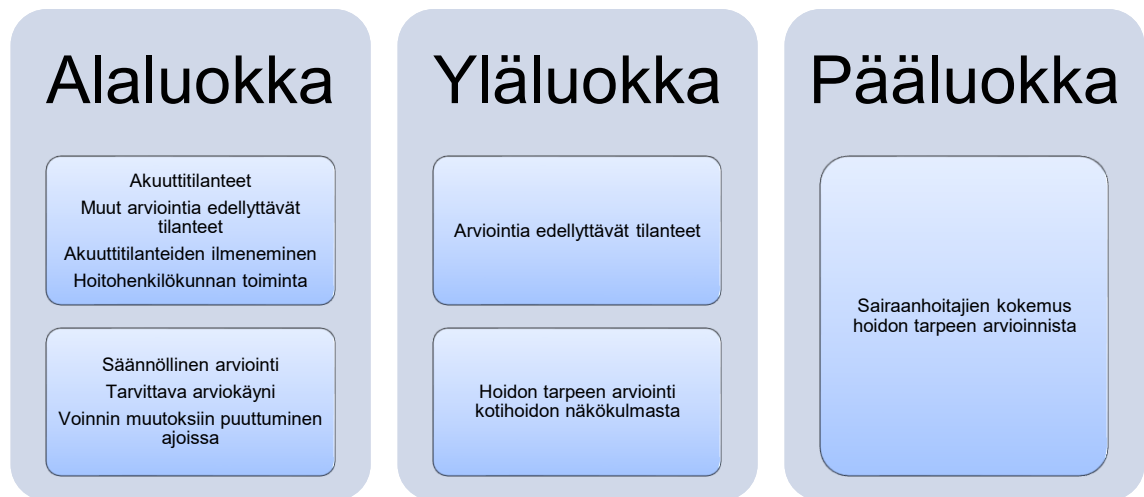 Alaluokka
Akuuttitilanteet
Muut arviointia edellyttävät
tilanteet
Akuuttitilanteiden ilmeneminen
Hoitohenkilökunnan toiminta
Säännöllinen arviointi
Tarvittava arviokäyni
Voinnin muutoksiin puuttuminen
ajoissa
Yläluokka
Arviointia edellyttävät tilanteet
Hoidon tarpeen arviointi
kotihoidon näkökulmasta
Pääluokka
Sairaanhoitajien kokemus
hoidon tarpeen arvioinnista